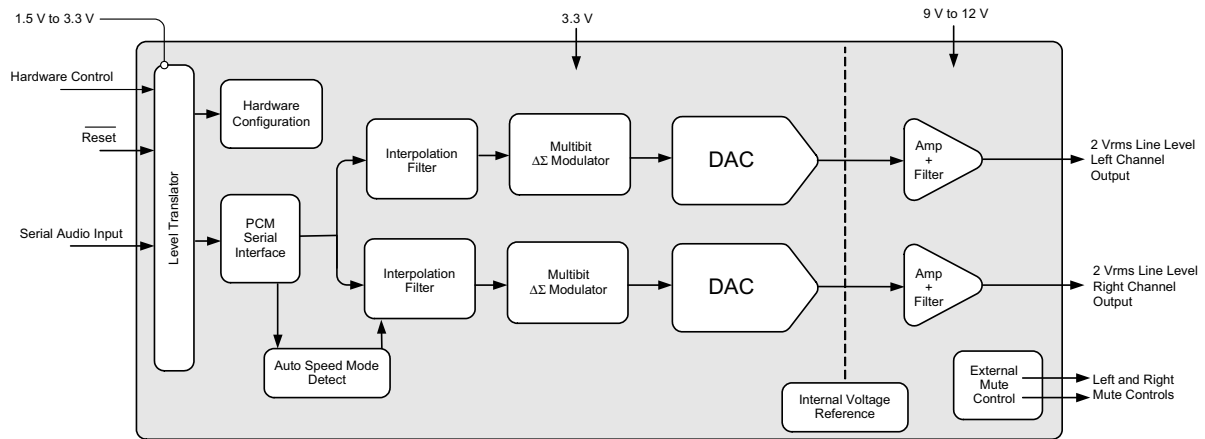 1.5 V to 3.3 V
3.3 V
9 V to 12 V
Hardware Control
Reset
Serial Audio Input
Level Translator
Hardware
Configuration
PCM
Serial
Interface
Auto Speed Mode
Detect
Interpolation
Filter
Multibit
ΔΣ Modulator
DAC
Amp
+
Filter
2 Vrms Line Level
Left Channel
Output
Interpolation
Filter
Multibit
ΔΣ Modulator
DAC
Amp
+
Filter
2 Vrms Line Level
Right Channel
Output
Internal Voltage
Reference
External
Mute
Control
Left and Right
Mute Controls